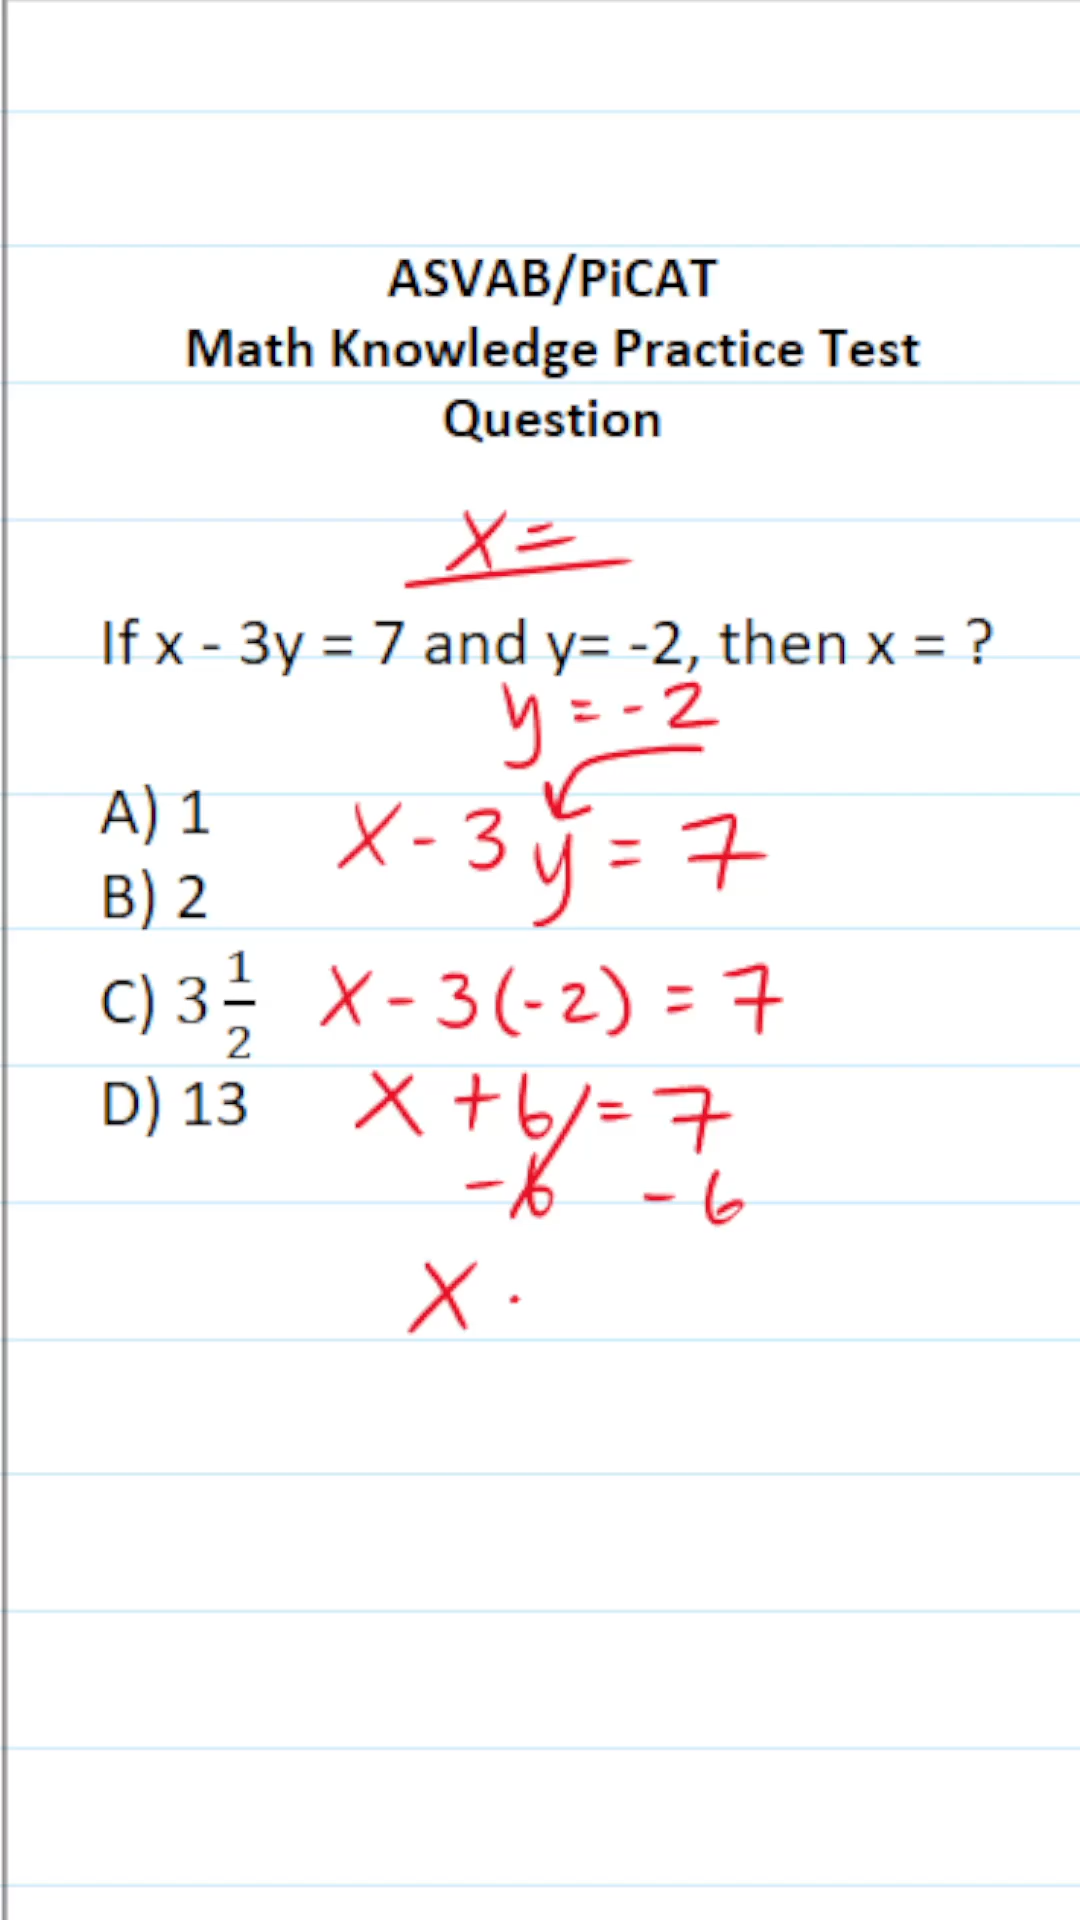 ASVAB/PiCAT
Math Knowledge Practice Test
Question
x =
If x - 3y = 7 and y= -2, then x = ?
y = - 2
A) 1
x - 3 y = 7
B) 2
C) 3 1/2
x - 3 (- 2) = 7
D) 13
x + 6 = 7
- 6 - 6
x